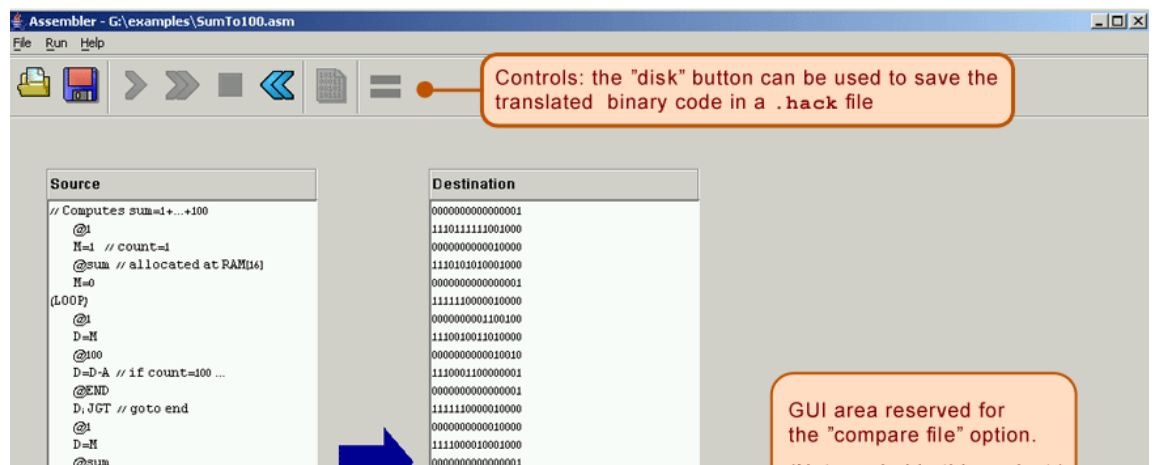 Assembler - G:\examples\SumTo100.asm
File Run Help
Controls: the "disk" button can be used to save the
translated binary code in a .hack file
Source
// Computes sum=1+...+100
@1
M=1 // count=1
@sum // allocated at RAM[16]
M=0
(LOOP)
@1
D=M
@100
D=D-A // if count=100 ...
@END
D;JGT // goto end
@1
D=M
@sum
Destination
0000000000000001
1110111111001000
0000000000010000
1110101010001000
0000000000000001
1111110000010000
0000000001100100
1110010011010000
0000000000010010
1110001100000001
0000000000000001
1111110000010000
0000000000010000
1111000010001000
0000000000000001
GUI area reserved for
the "compare file" option.